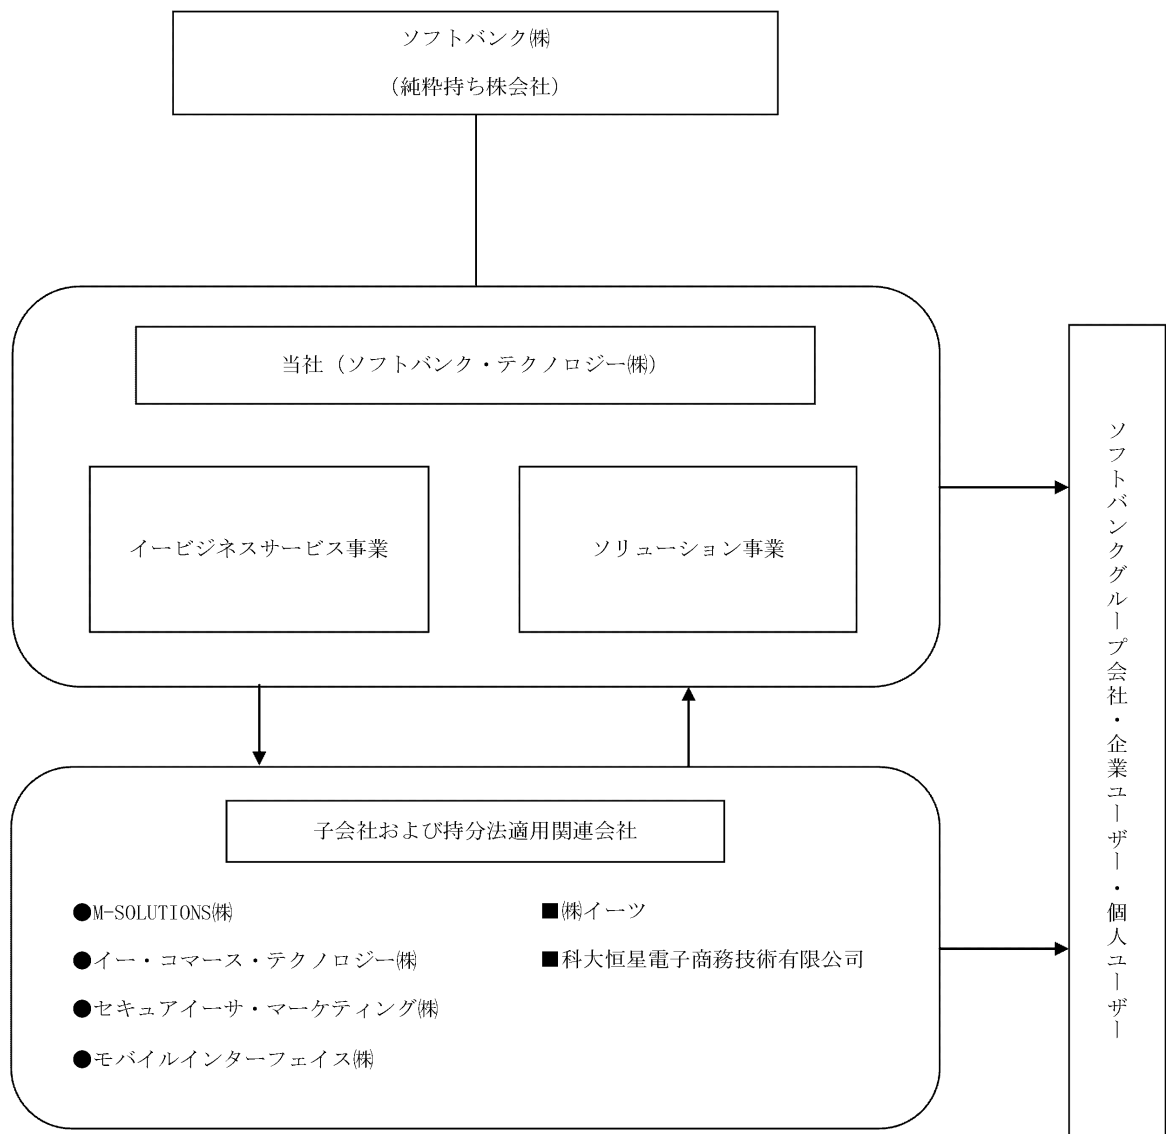 ソフトバンク㈱
（純粋持ち株会社）
当社（ソフトバンク・テクノロジー㈱）
イービジネスサービス事業
ソリューション事業
子会社および持分法適用関連会社
●M-SOLUTIONS㈱
●イー・コマース・テクノロジー㈱
●セキュアイーサ・マーケティング㈱
●モバイルインターフェイス㈱
■㈱イーツ
■科大恒星電子商務技術有限公司
ソフトバンクグループ会社・企業ユーザー・個人ユーザー